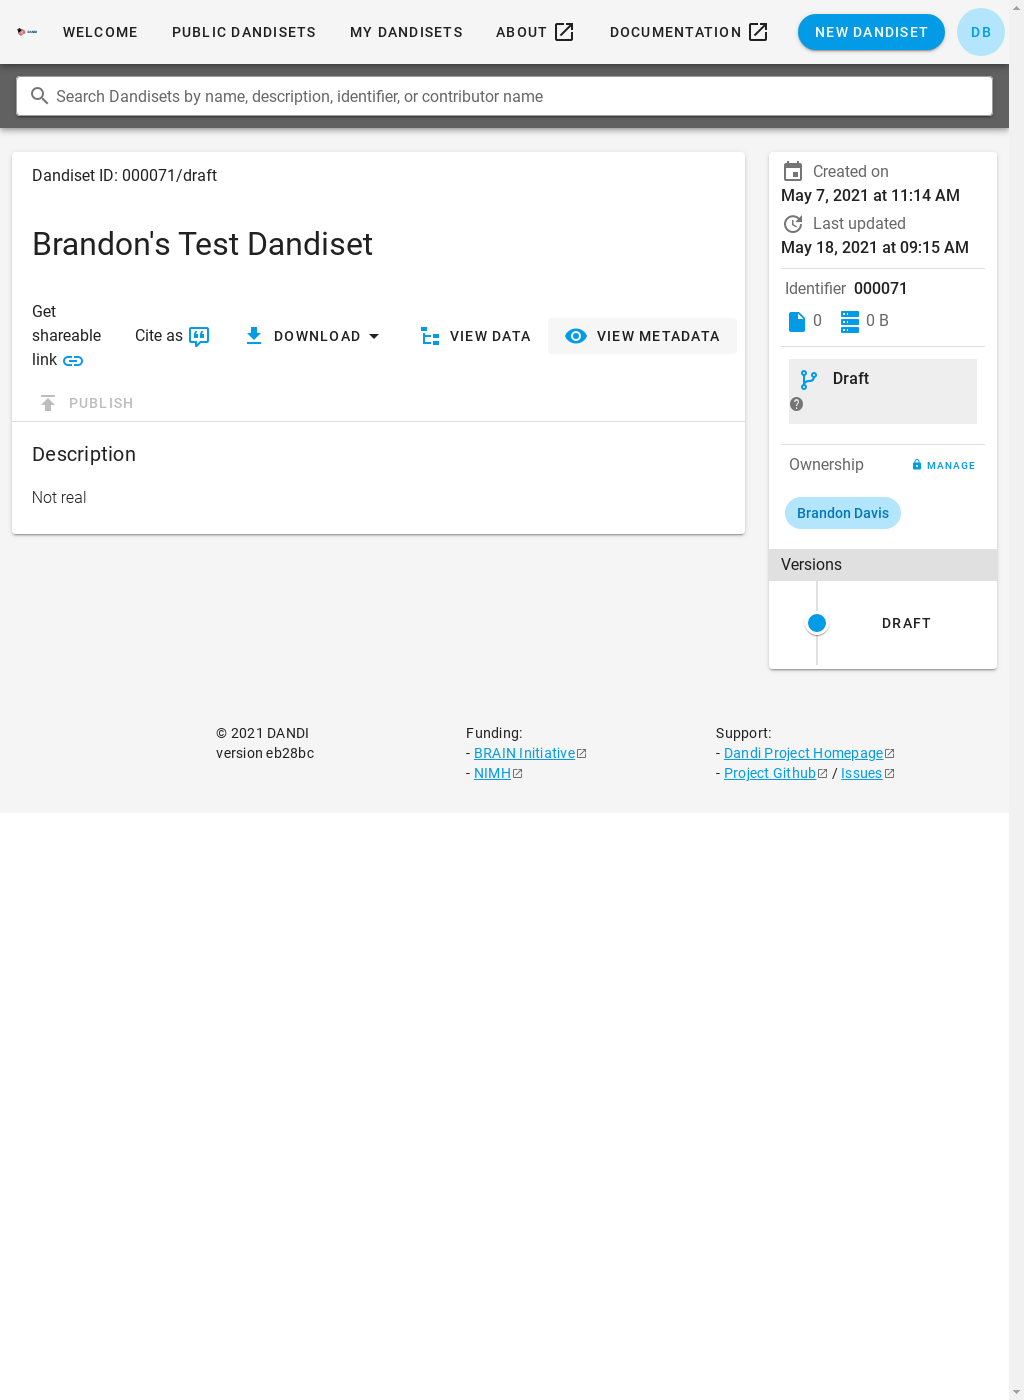 WELCOME
PUBLIC DANDISETS
MY DANDISETS
ABOUT
DOCUMENTATION
NEW DANDISET
DB
Search Dandisets by name, description, identifier, or contributor name
Dandiset ID: 000071/draft
Brandon's Test Dandiset
Get
shareable
link
Cite as
DOWNLOAD
VIEW DATA
VIEW METADATA
PUBLISH
Description
Not real
Created on
May 7, 2021 at 11:14 AM
Last updated
May 18, 2021 at 09:15 AM
Identifier 000071
0
0 B
Draft
Ownership
MANAGE
Brandon Davis
Versions
DRAFT
© 2021 DANDI
version eb28bc
Funding:
- BRAIN Initiative
- NIMH
Support:
- Dandi Project Homepage
- Project Github / Issues